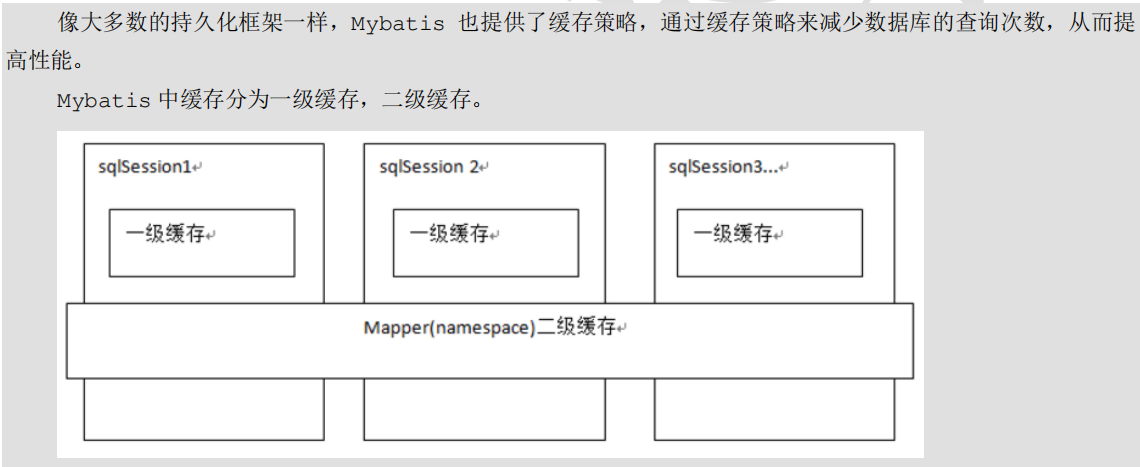 像大多数的持久化框架一样，Mybatis 也提供了缓存策略，通过缓存策略来减少数据库的查询次数，从而提
高性能。
Mybatis 中缓存分为一级缓存，二级缓存。
sqlSession1↵
sqlSession 2↵
sqlSession3...↵
一级缓存↵
一级缓存↵
一级缓存↵
Mapper(namespace)二级缓存↵